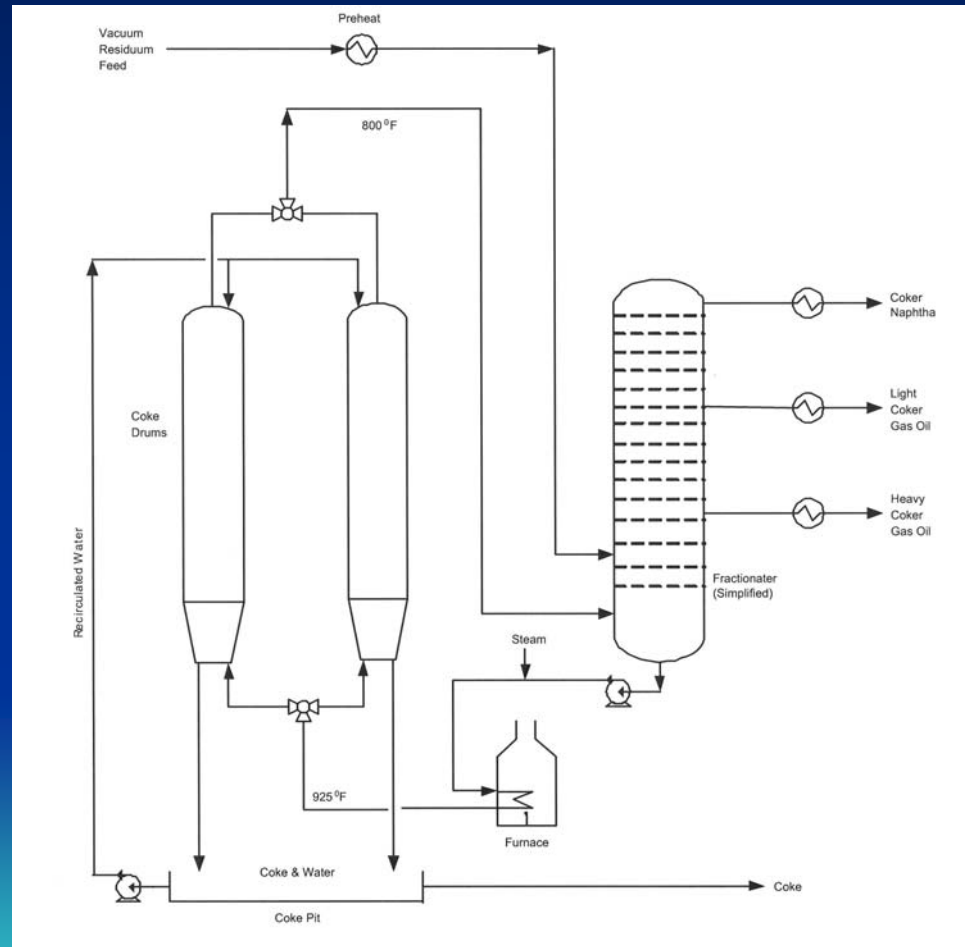 Preheat
Vacuum
Residuum
Feed
800 ⁰F
Coker
Naphtha
Light
Coker
Gas Oil
Coke
Drums
Heavy
Coker
Gas Oil
Recirculated Water
Fractionater
(Simplified)
Steam
925 ⁰F
Furnace
Coke & Water
Coke
Coke Pit